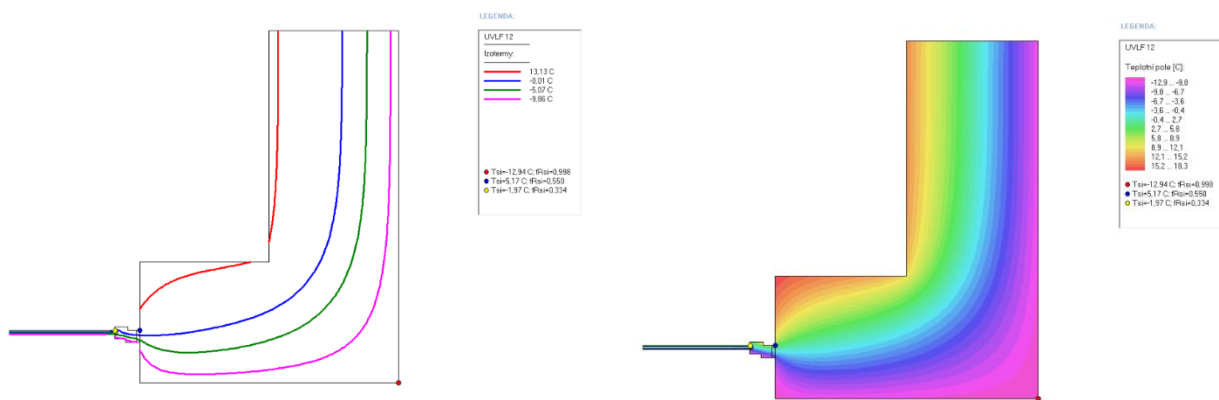 LEGENDA:
UVLF 12
Izotermy:
13,13 C
-0,01 C
-5,07 C
-9,86 C
Tsi=-12,94 C; fRsi=0,998
Tsi=5,17 C; fRsi=0,550
Tsi=-1,97 C; fRsi=0,334
LEGENDA:
UVLF 12
Teplotní pole [C]:
-12,9 ... -9,8
-9,8 ... -6,7
-6,7 ... -3,6
-3,6 ... -0,4
-0,4 ... 2,7
2,7 ... 5,8
5,8 ... 8,9
8,9 ... 12,1
12,1 ... 15,2
15,2 ... 18,3
Tsi=-12,94 C; fRsi=0,998
Tsi=5,17 C; fRsi=0,550
Tsi=-1,97 C; fRsi=0,334